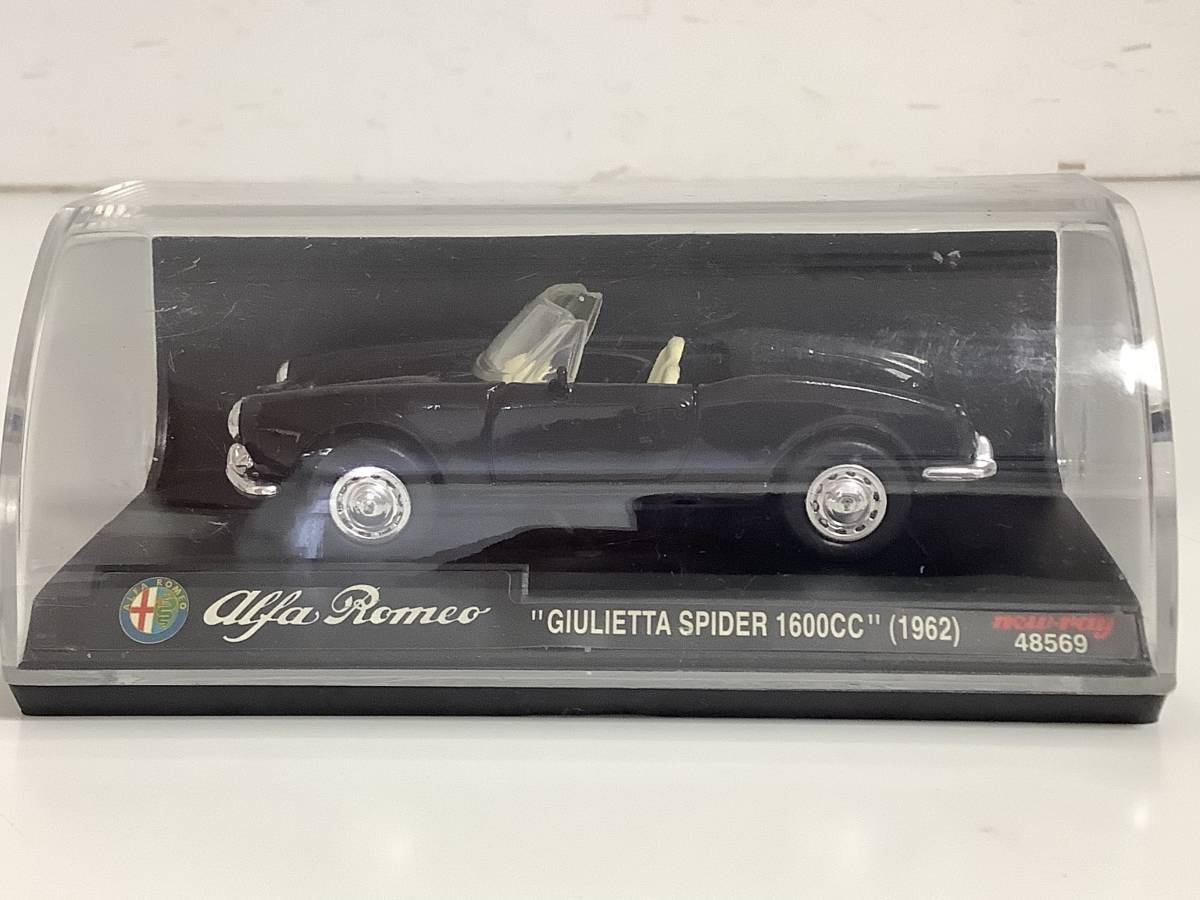 ALFA ROMEO
Alfa Romeo
"GIULIETTA SPIDER 1600CC" (1962)
new-ray
48569